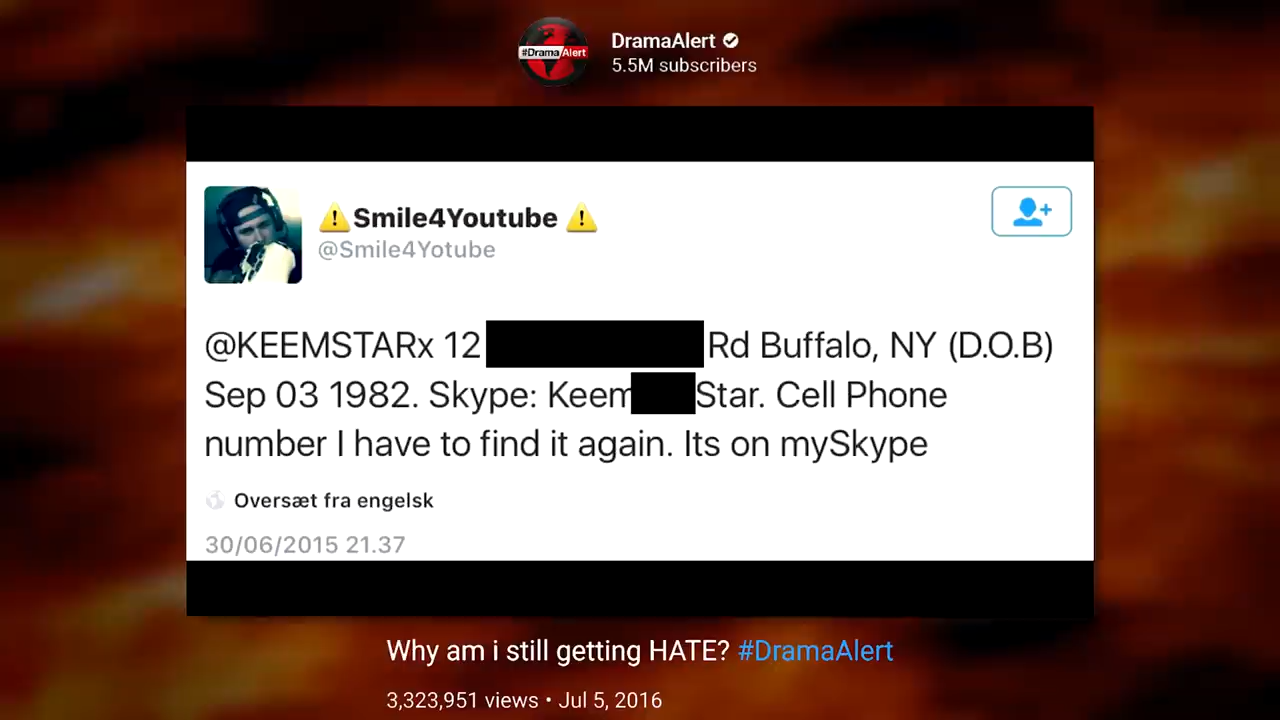 #DramaAlert
DramaAlert
5.5M subscribers
⚠️Smile4Youtube ⚠️
@Smile4Yotube
@KEEMSTARx 12 Rd Buffalo, NY (D.O.B)
Sep 03 1982. Skype: Keem Star. Cell Phone
number I have to find it again. Its on mySkype
Oversæt fra engelsk
30/06/2015 21.37
Why am i still getting HATE? #DramaAlert
3,323,951 views • Jul 5, 2016